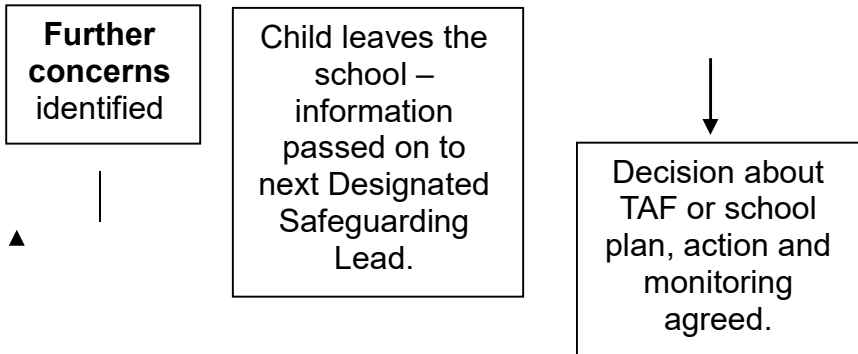 Further
concerns
identified
Child leaves the
school –
information
passed on to
next Designated
Safeguarding
Lead.
Decision about
TAF or school
plan, action and
monitoring
agreed.